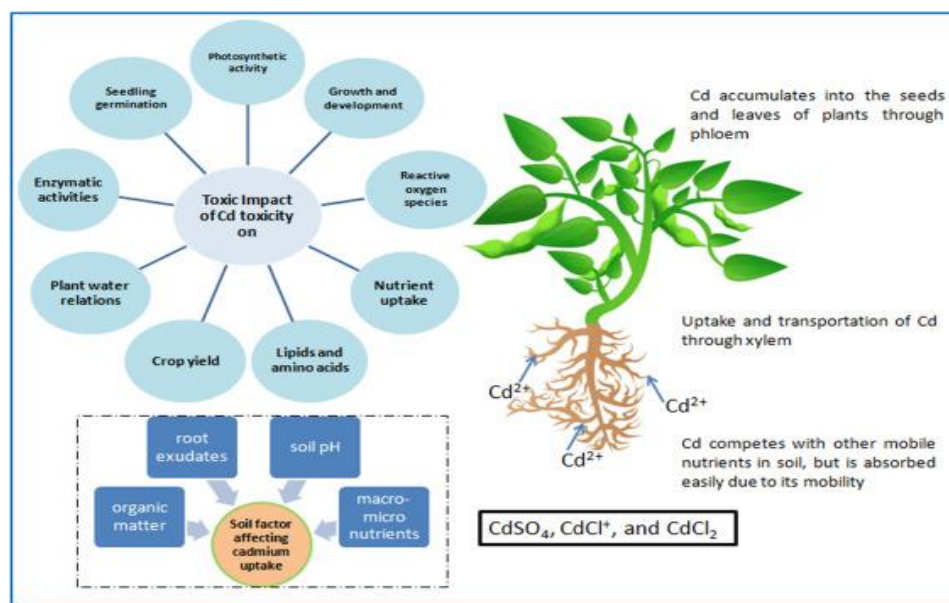 Photosynthetic
activity
Seedling
germination
Growth and
development
Enzymatic
activities
Reactive
oxygen
species
Toxic Impact
of Cd toxicity
on
Plant water
relations
Nutrient
uptake
Crop yield
Lipids and
amino acids
Cd accumulates into the seeds
and leaves of plants through
phloem
Uptake and transportation of Cd
through xylem
Cd²⁺
Cd²⁺
Cd²⁺
Cd competes with other mobile
nutrients in soil, but is absorbed
easily due to its mobility
CdSO₄, CdCl⁺, and CdCl₂
root
exudates
soil pH
organic
matter
macro-
micro
nutrients
Soil factor
affecting
cadmium
uptake